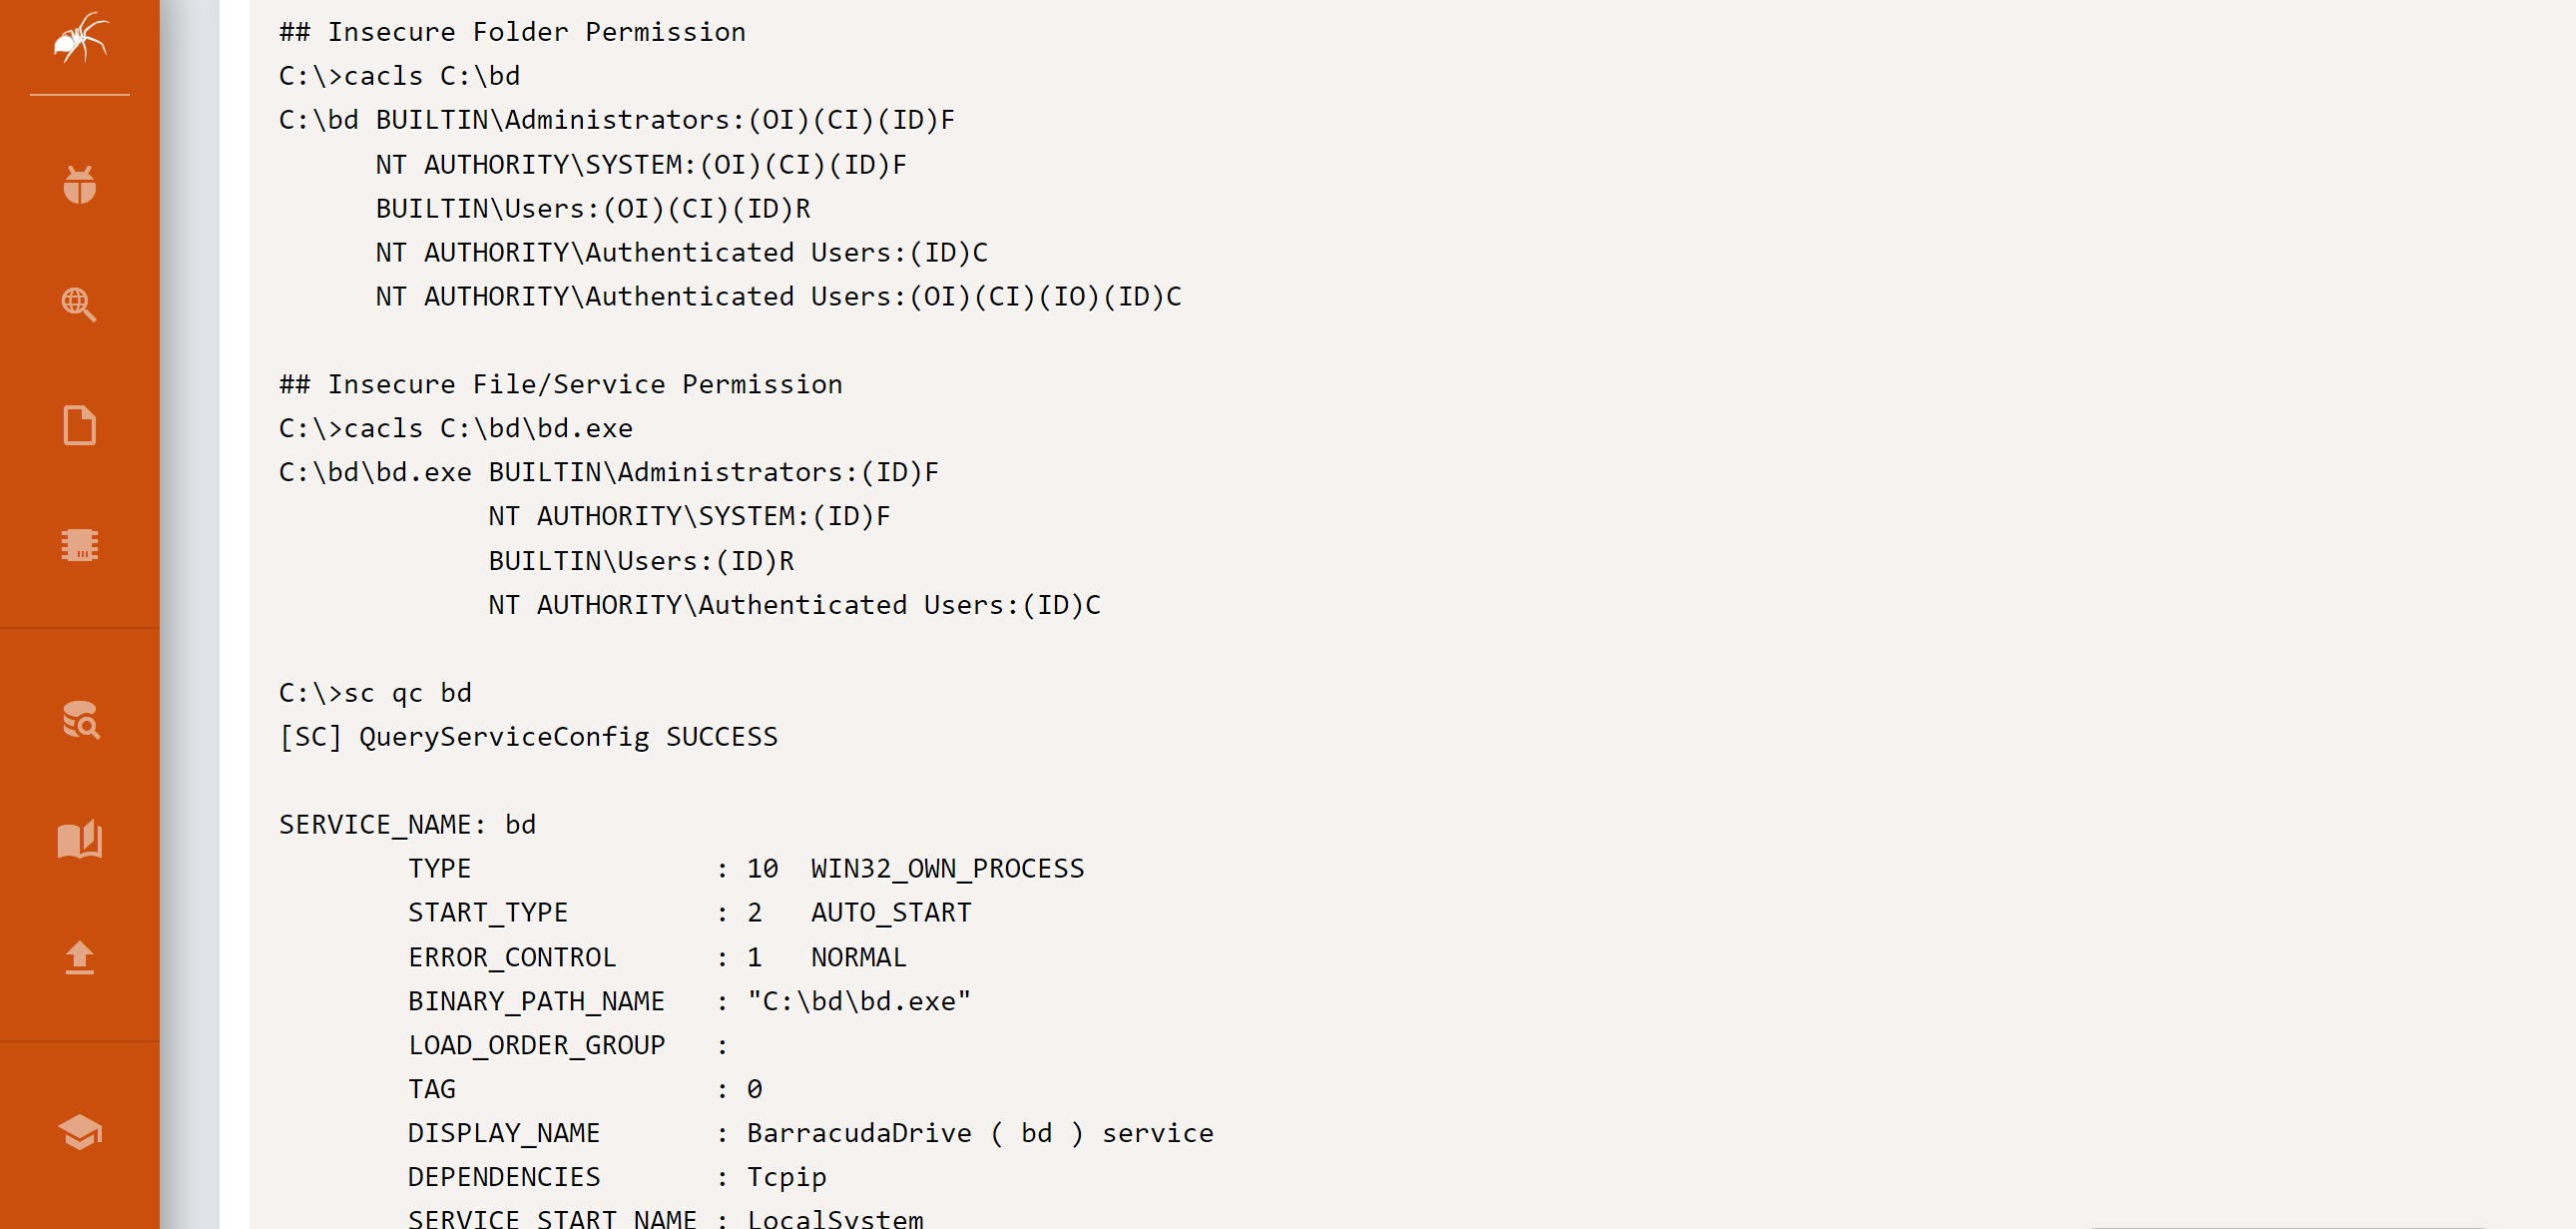 ## Insecure Folder Permission
C:\>cacls C:\bd
C:\bd BUILTIN\Administrators:(OI)(CI)(ID)F
      NT AUTHORITY\SYSTEM:(OI)(CI)(ID)F
      BUILTIN\Users:(OI)(CI)(ID)R
      NT AUTHORITY\Authenticated Users:(ID)C
      NT AUTHORITY\Authenticated Users:(OI)(CI)(IO)(ID)C

## Insecure File/Service Permission
C:\>cacls C:\bd\bd.exe
C:\bd\bd.exe BUILTIN\Administrators:(ID)F
             NT AUTHORITY\SYSTEM:(ID)F
             BUILTIN\Users:(ID)R
             NT AUTHORITY\Authenticated Users:(ID)C

C:\>sc qc bd
[SC] QueryServiceConfig SUCCESS

SERVICE_NAME: bd
        TYPE               : 10  WIN32_OWN_PROCESS
        START_TYPE         : 2   AUTO_START
        ERROR_CONTROL      : 1   NORMAL
        BINARY_PATH_NAME   : "C:\bd\bd.exe"
        LOAD_ORDER_GROUP   :
        TAG                : 0
        DISPLAY_NAME       : BarracudaDrive ( bd ) service
        DEPENDENCIES       : Tcpip
        SERVICE_START_NAME : LocalSystem